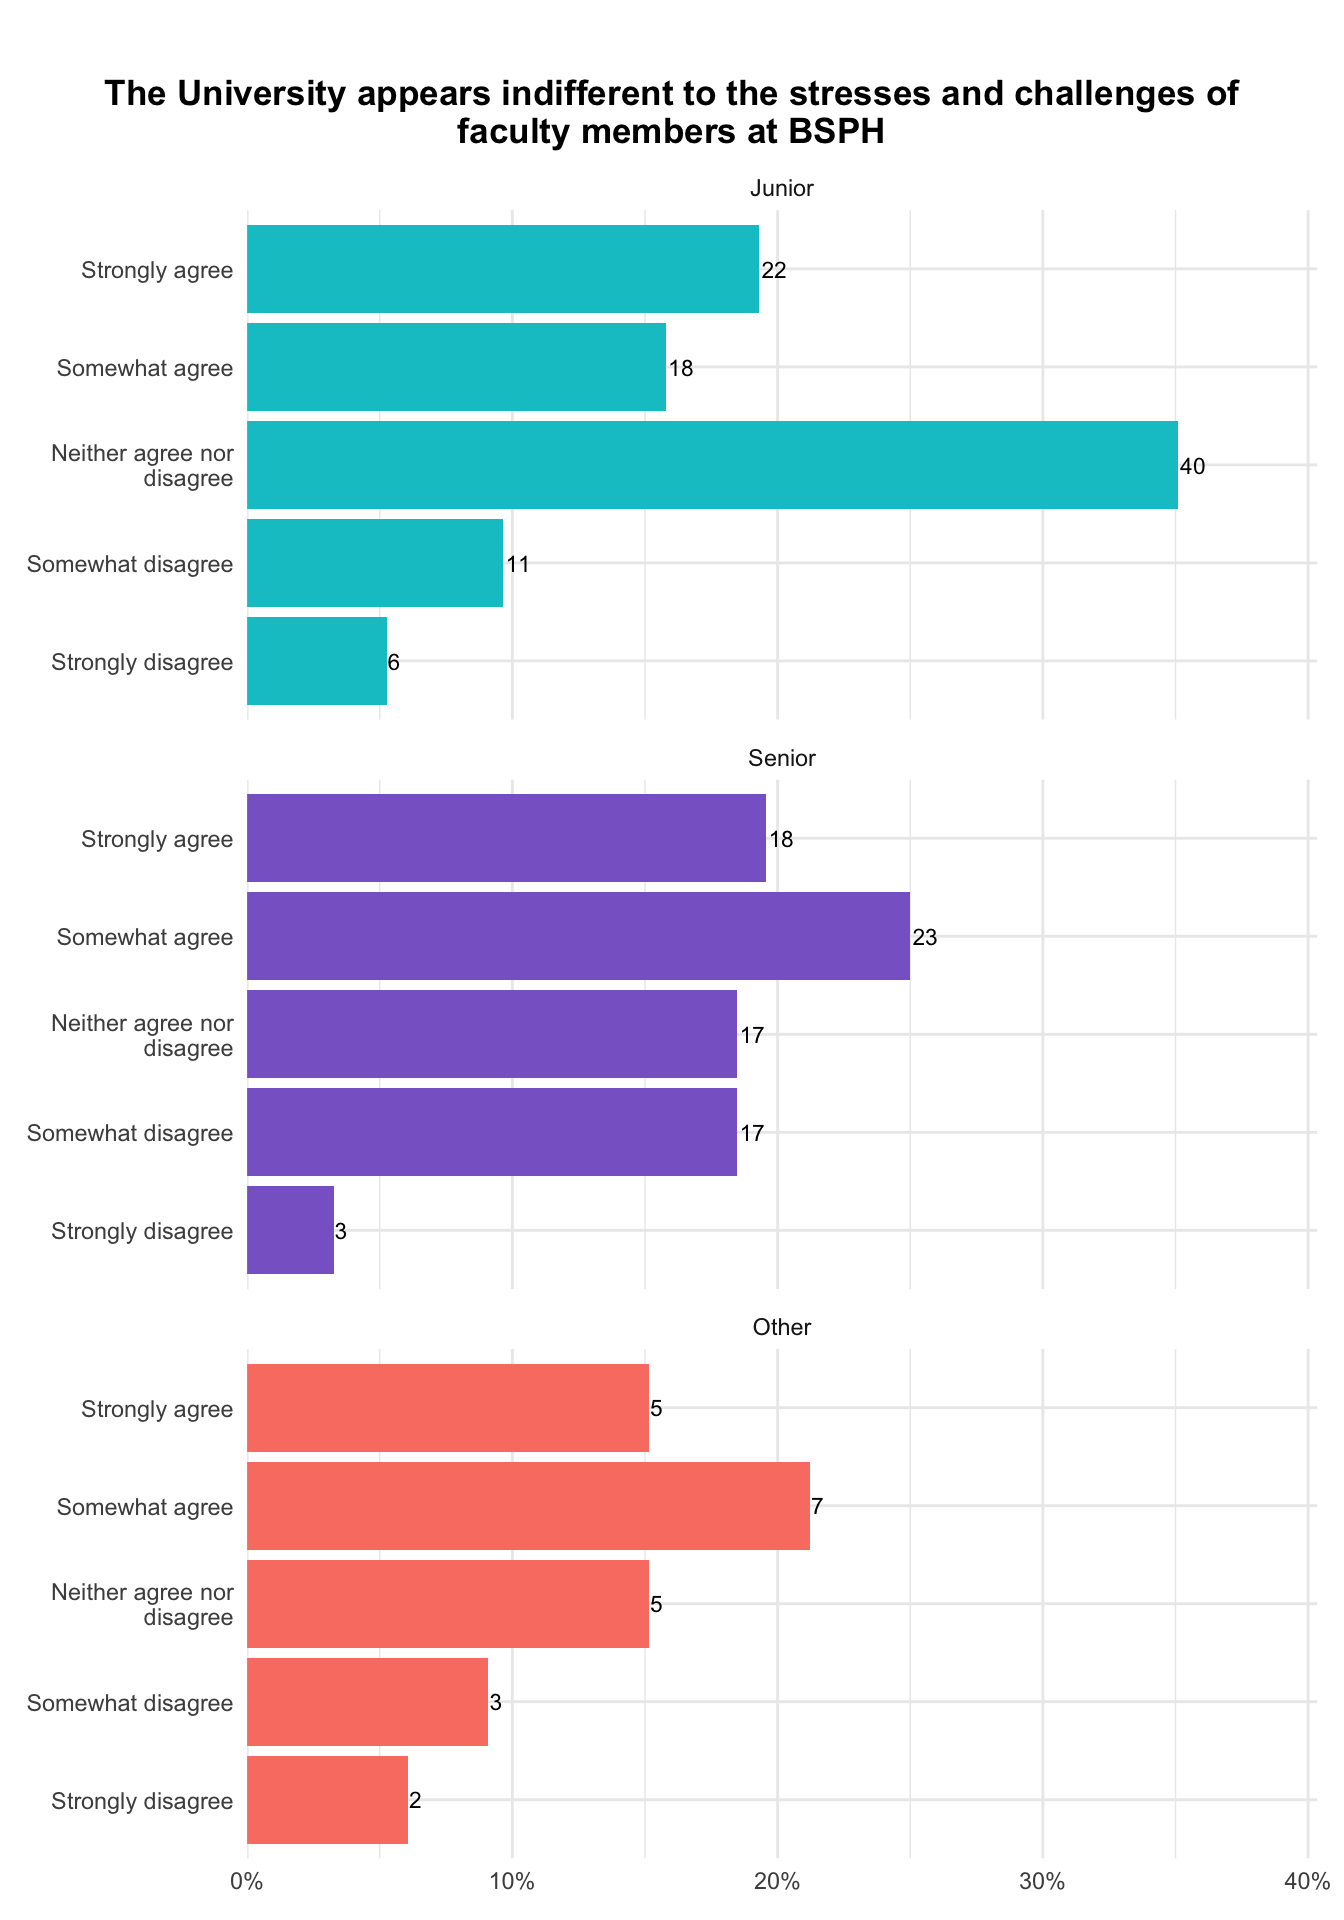 The University appears indifferent to the stresses and challenges of
faculty members at BSPH
Junior
Strongly agree
22
Somewhat agree
18
Neither agree nor
disagree
40
Somewhat disagree
11
Strongly disagree
6
Senior
Strongly agree
18
Somewhat agree
23
Neither agree nor
disagree
17
Somewhat disagree
17
Strongly disagree
3
Other
Strongly agree
5
Somewhat agree
7
Neither agree nor
disagree
5
Somewhat disagree
3
Strongly disagree
2
0%
10%
20%
30%
40%